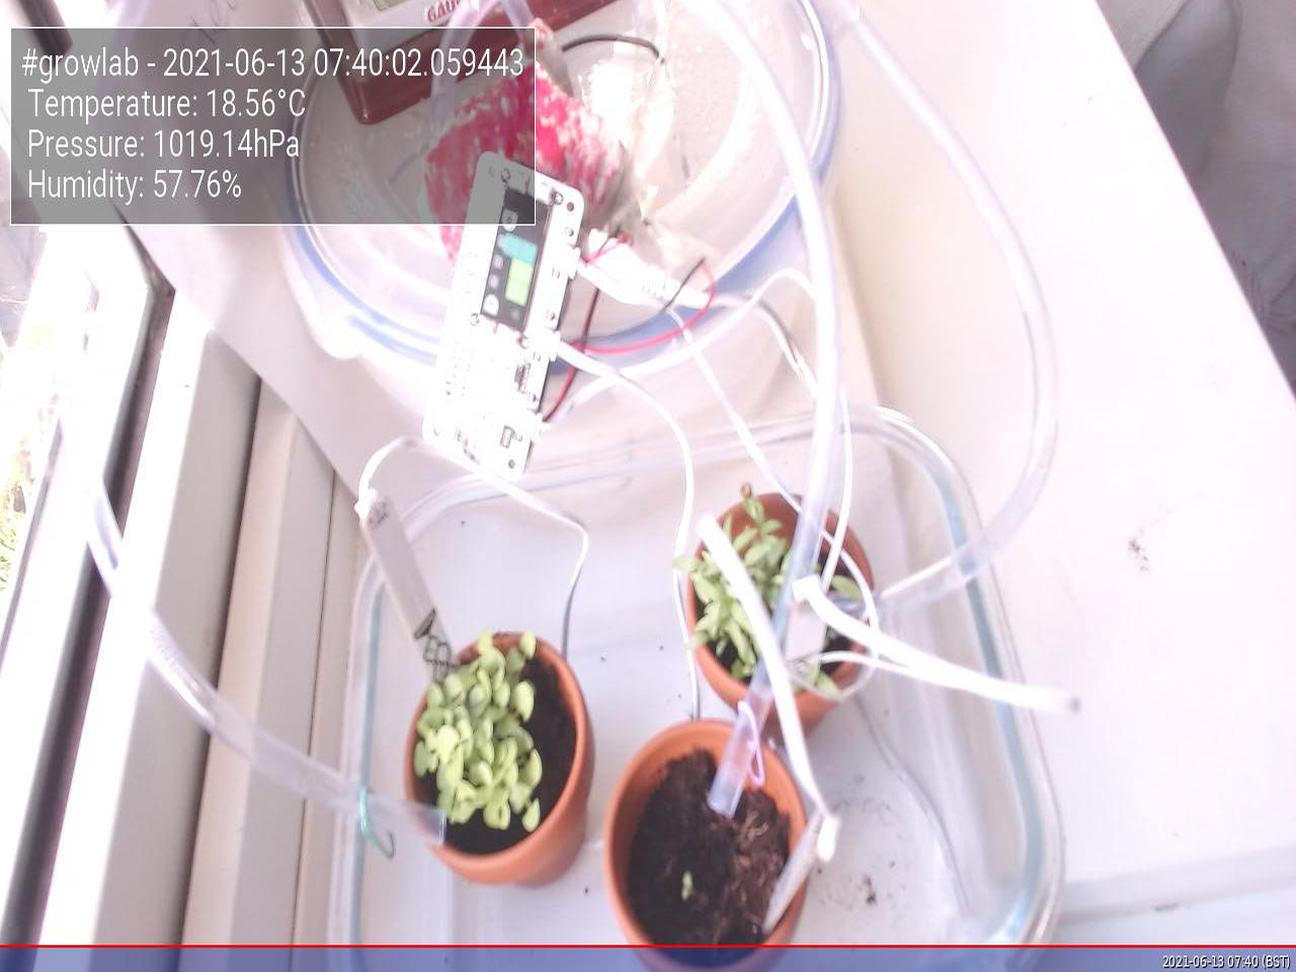 #growlab - 2021-06-13 07:40:02.059443
Temperature: 18.56°C
Pressure: 1019.14hPa
Humidity: 57.76%
2021-06-13 07:40 (BST)